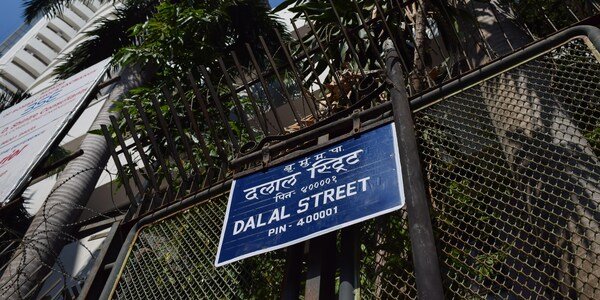 बृ मुं म पा
दलाल स्ट्रिट
पिन-४००००१
DALAL STREET
PIN-400001